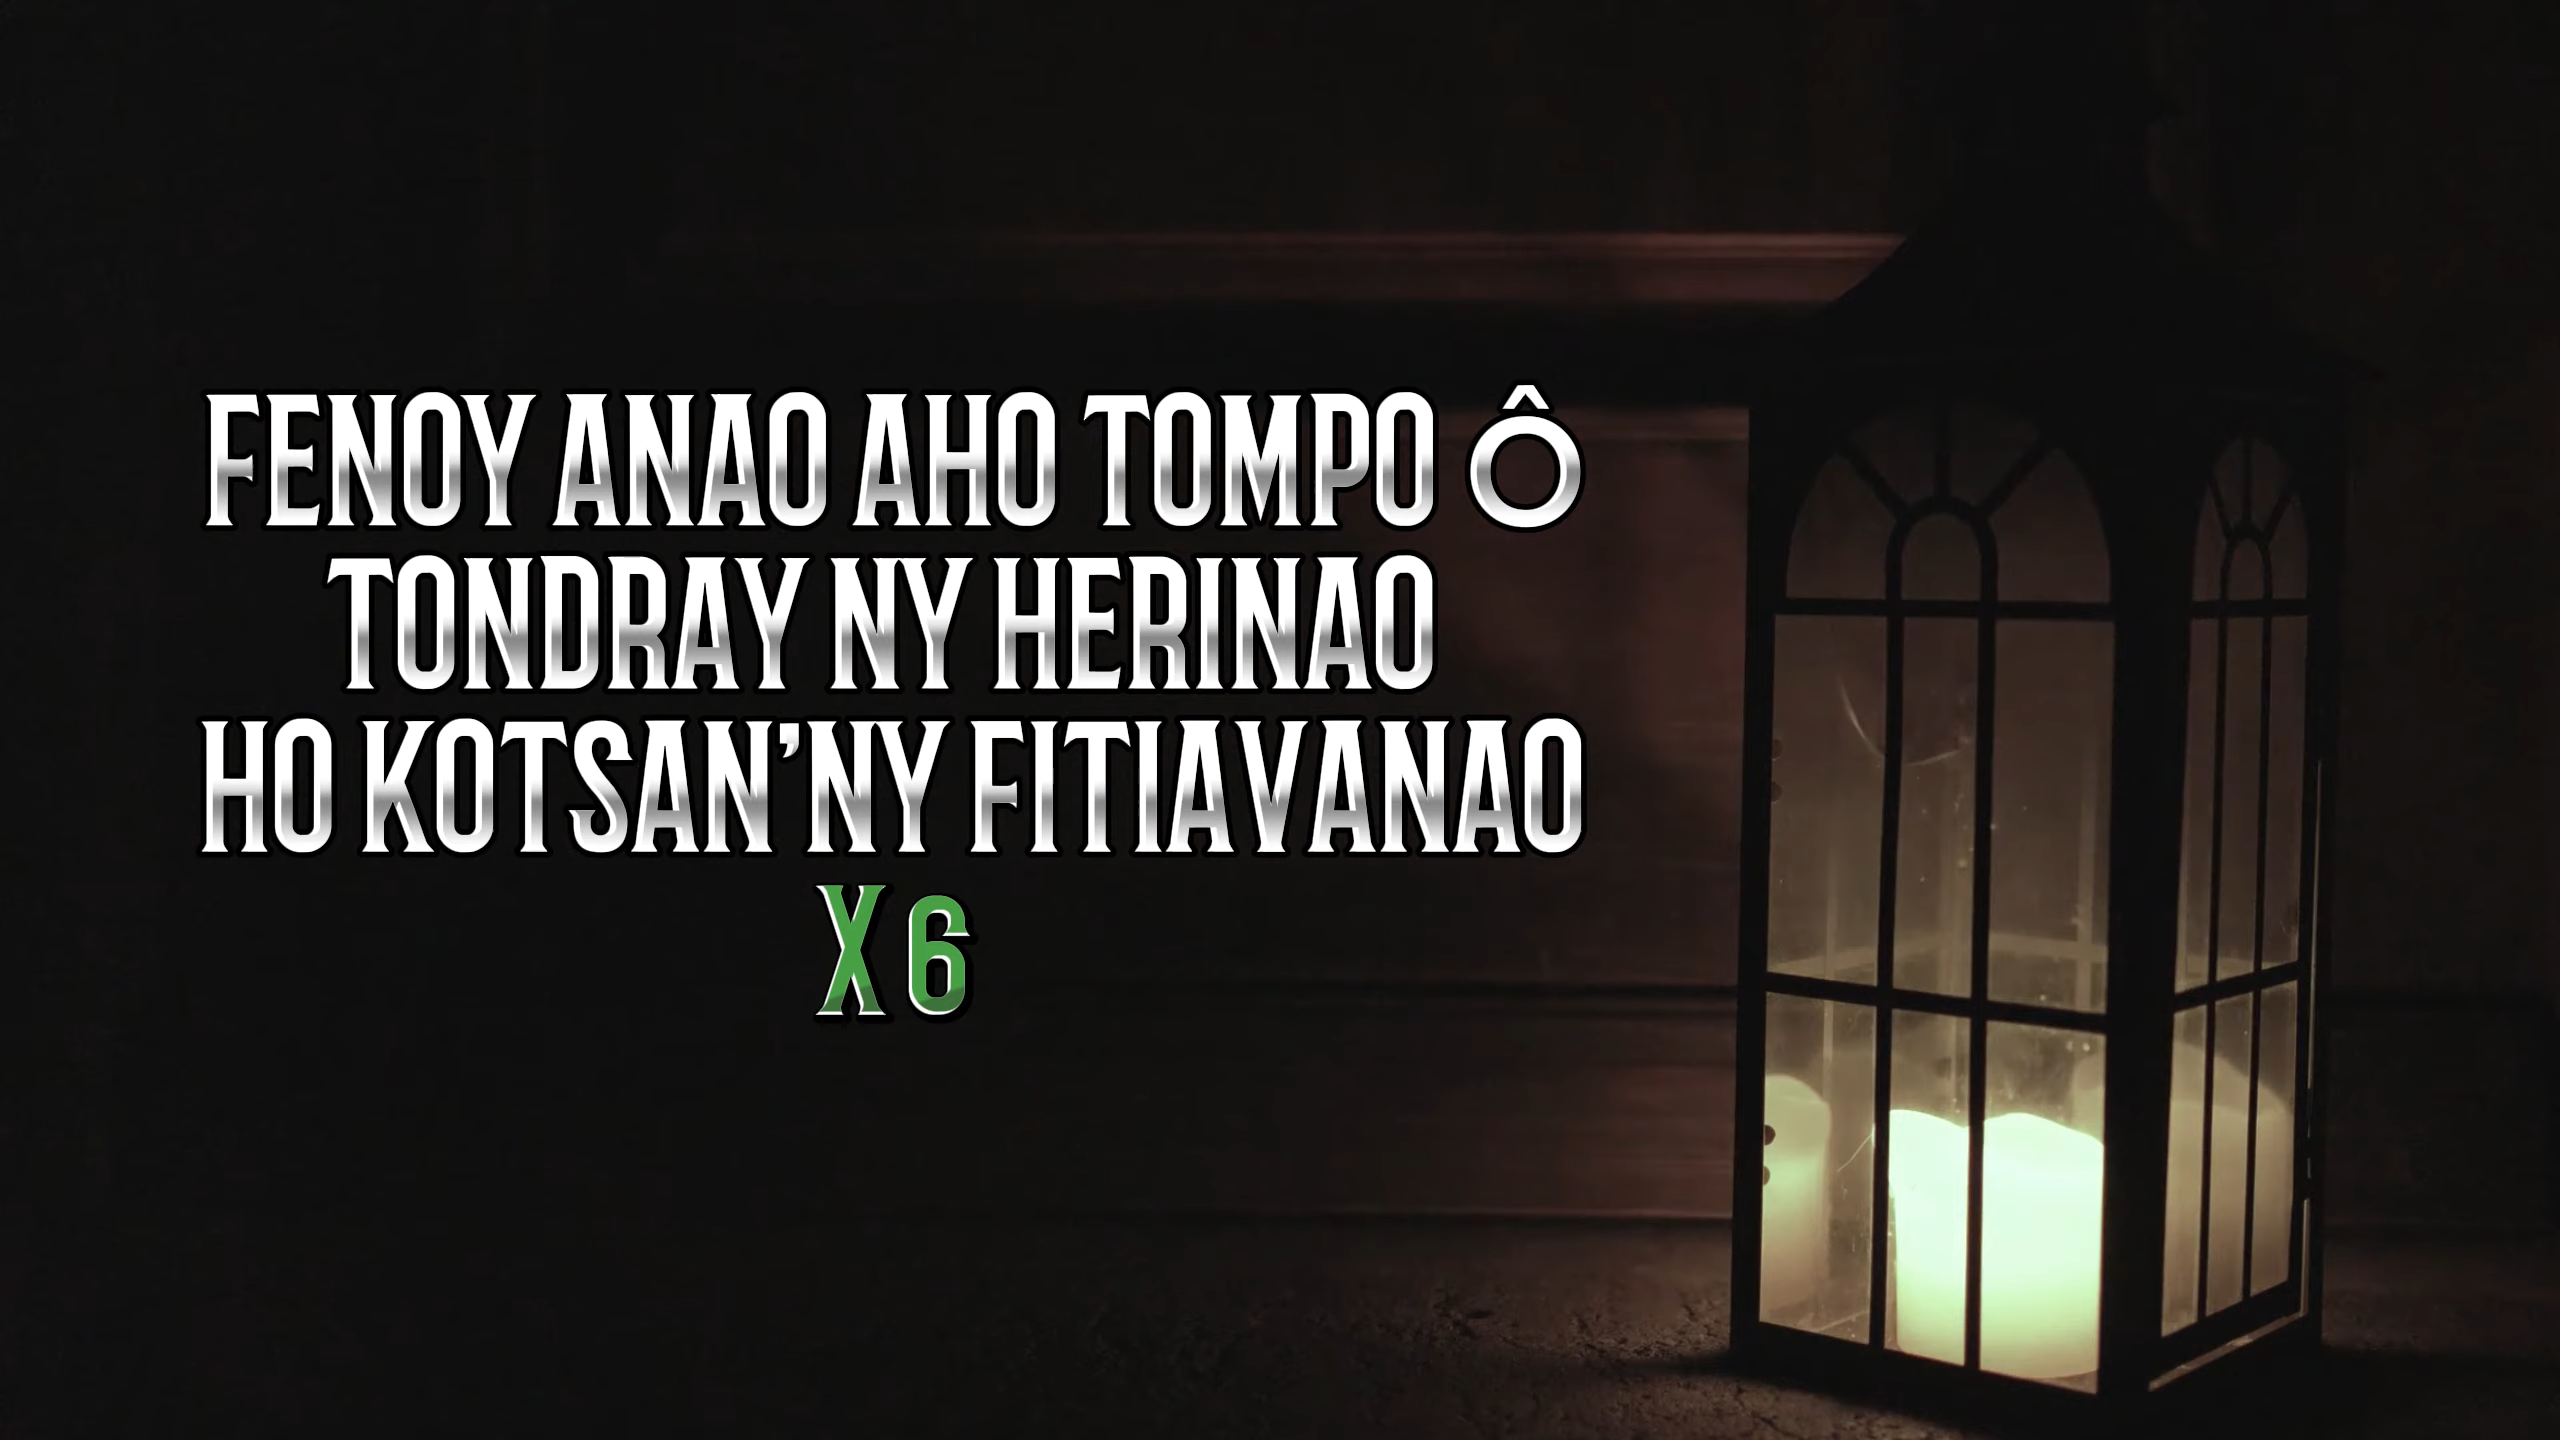 FENOY ANAO AHO TOMPO Ô
TONDRAY NY HERINAO
HO KOTSAN'NY FITIAVANAO
X 6